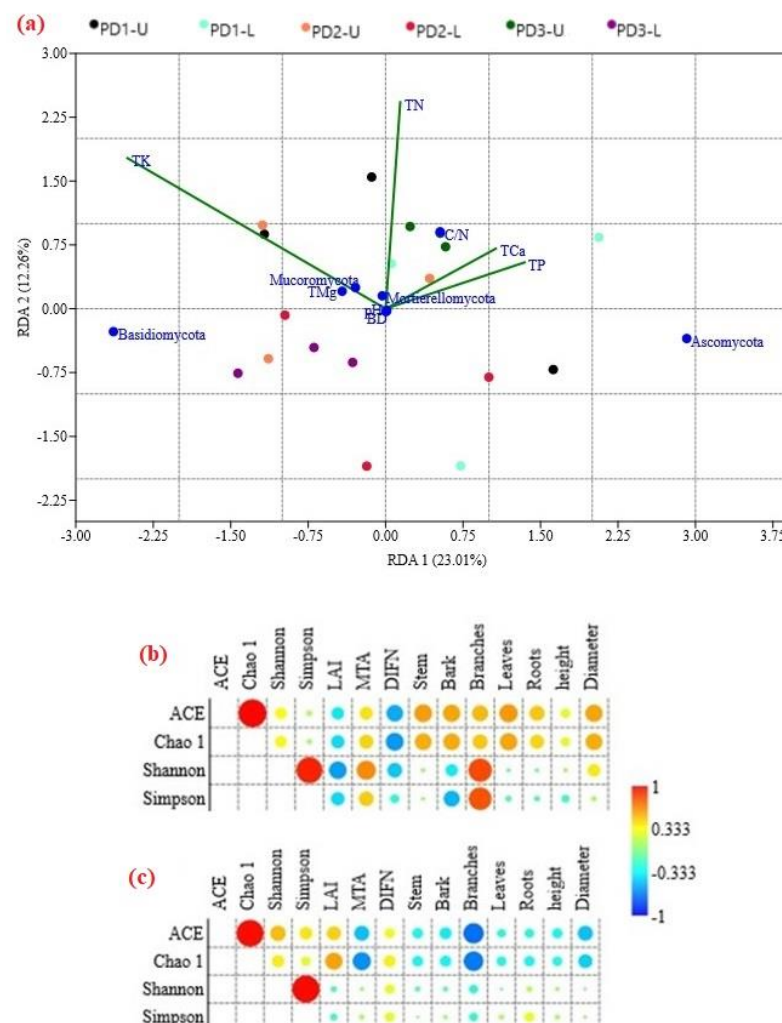 (a)
PD1-U PD1-L PD2-U PD2-L PD3-U PD3-L
3.00
2.25
1.50
0.75
0.00
-0.75
-1.50
-2.25
RDA 2 (12.26%)
TN
TK
C/N
TCa
TP
Mucoromycota
TMg
Mortierellomycota
pH
BD
Basidiomycota
Ascomycota
-3.00 -2.25 -1.50 -0.75 0.00 0.75 1.50 2.25 3.00 3.75
RDA 1 (23.01%)
(b)
ACE Chao 1 Shannon Simpson LAI MTA DIFN Stem Bark Branches Leaves Roots height Diameter
ACE
Chao 1
Shannon
Simpson
1
0.333
-0.333
-1
(c)
ACE Chao 1 Shannon Simpson LAI MTA DIFN Stem Bark Branches Leaves Roots height Diameter
ACE
Chao 1
Shannon
Simpson